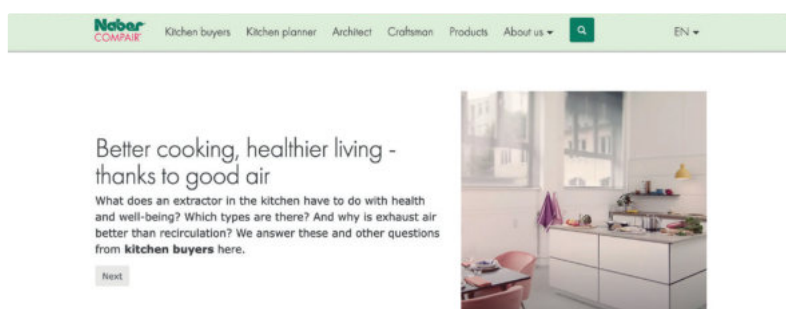 Naber
COMPAIR
Kitchen buyers Kitchen planner Architect Craftsman Products About us EN
Better cooking, healthier living -
thanks to good air
What does an extractor in the kitchen have to do with health
and well-being? Which types are there? And why is exhaust air
better than recirculation? We answer these and other questions
from kitchen buyers here.
Next